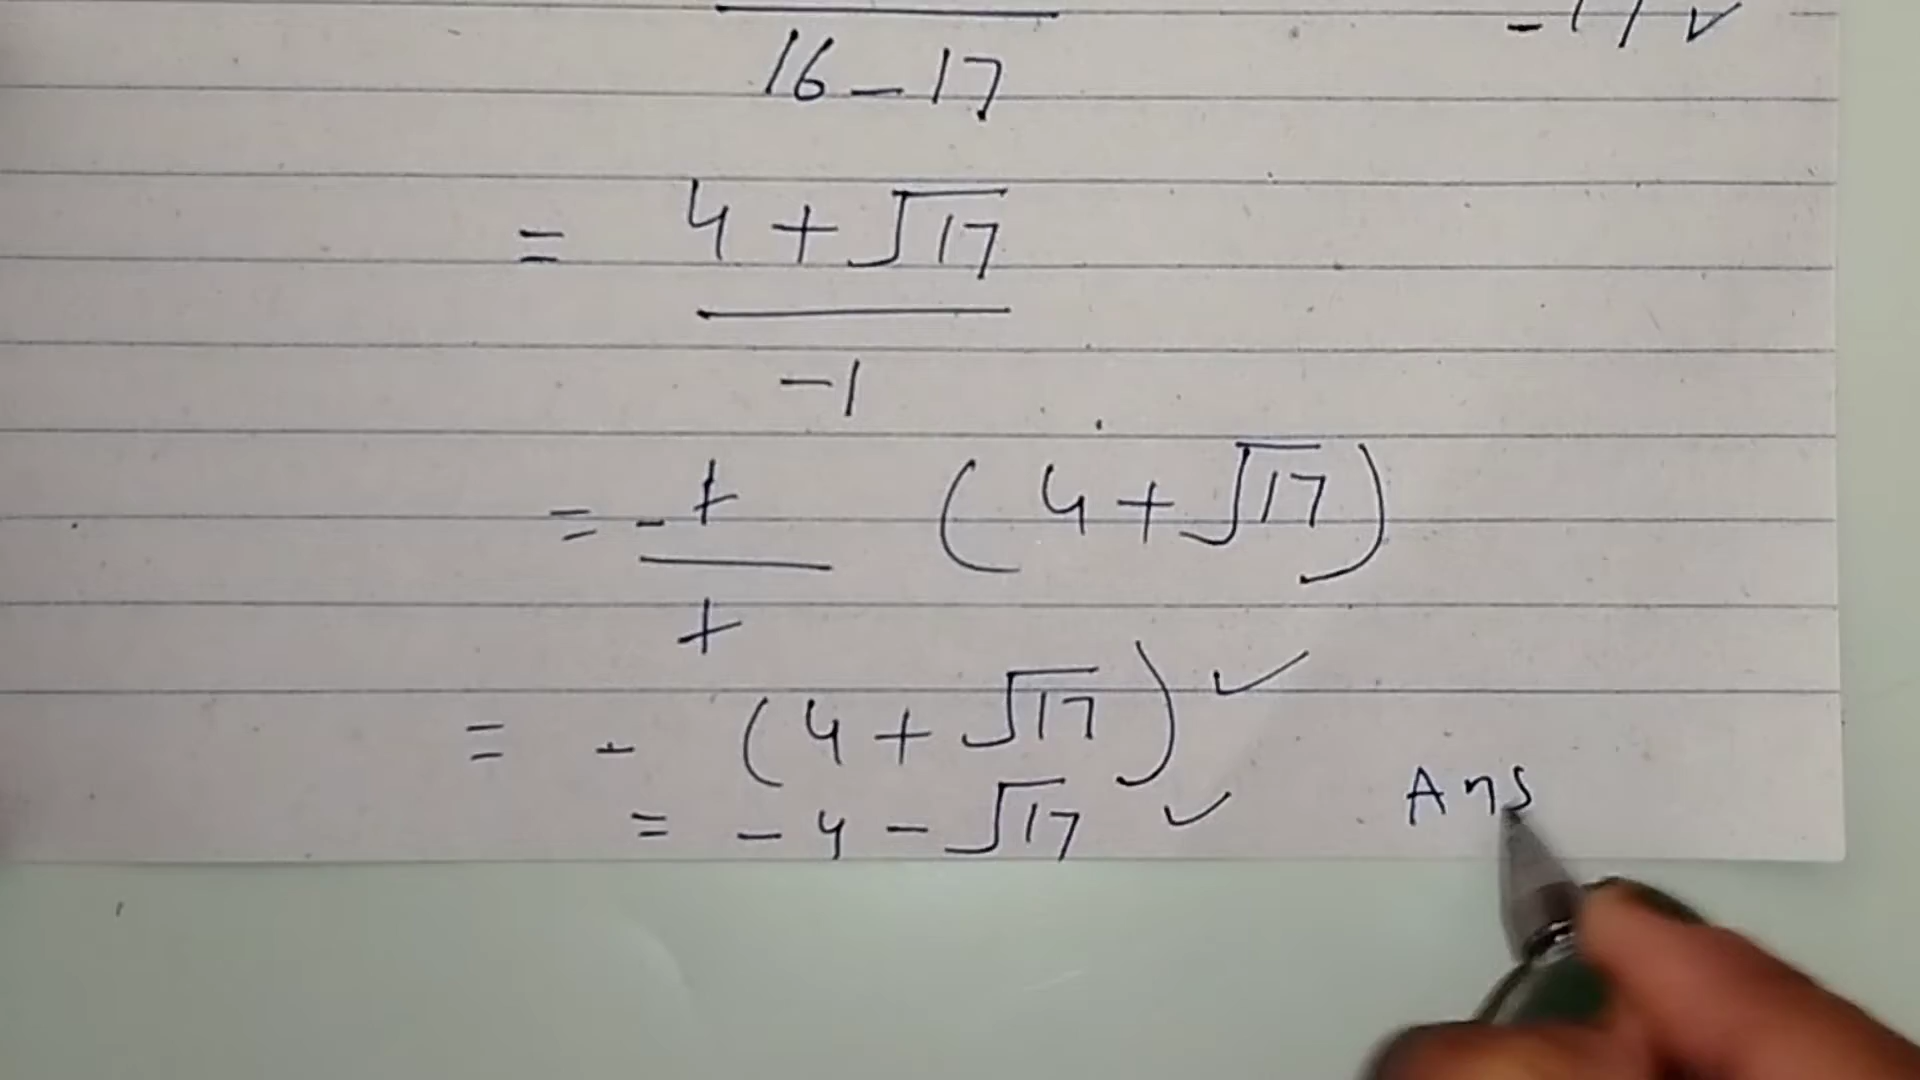 16 - 17
= 4 + √17
-1
= -1 (4 + √17)
1
= - (4 + √17) ✓
= - 4 - √17 ✓ Ans